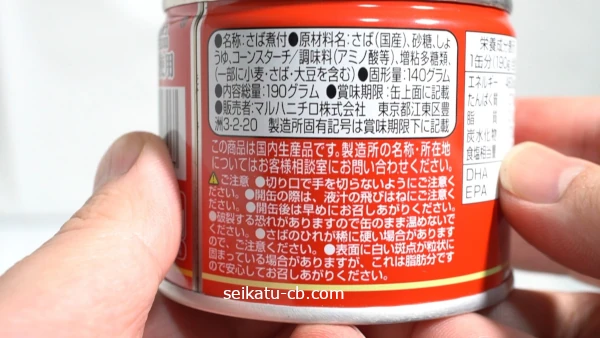 ●名称：さば煮付●原材料名：さば（国産）、砂糖、しょ
うゆ、コーンスターチ／調味料（アミノ酸等）、増粘多糖類、
（一部に小麦・さば・大豆を含む）●固形量：140グラム
●内容総量：190グラム●賞味期限：缶上面に記載
●販売者：マルハニチロ株式会社 東京都江東区豊
洲3-2-20 製造所固有記号は賞味期限下に記載
この商品は国内生産品です。製造所の名称・所在地
についてはお客様相談室にお問い合わせください。
⚠ご注意 ●切り口で手を切らないようにご注意くだ
さい。●開缶の際、液汁の飛びはねにご注意くださ
い。●開缶後は早めにお召しあがりください。
●破裂する恐れがありますので缶のまま温めないで
ください。●さばのひれが稀に硬い場合があります
ので、ご注意ください。●表面に白い斑点が粒状に
固まっている場合がありますが、これは脂肪分です
ので安心してお召しあがりください。
用
栄養成
1缶分(190
エネルギー
たんぱく
脂
炭水化物
食塩相当
DHA
EPA
seikatu-cb.com